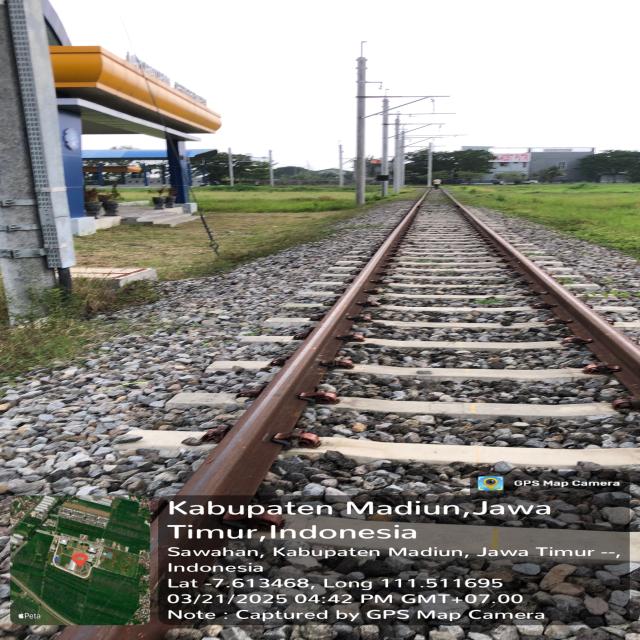 GPS Map Camera
Kabupaten Madiun,Jawa
Timur,Indonesia
Sawahan, Kabupaten Madiun, Jawa Timur --,
Indonesia
Lat -7.613468, Long 111.511695
03/21/2025 04:42 PM GMT+07.00
Note : Captured by GPS Map Camera
Peta